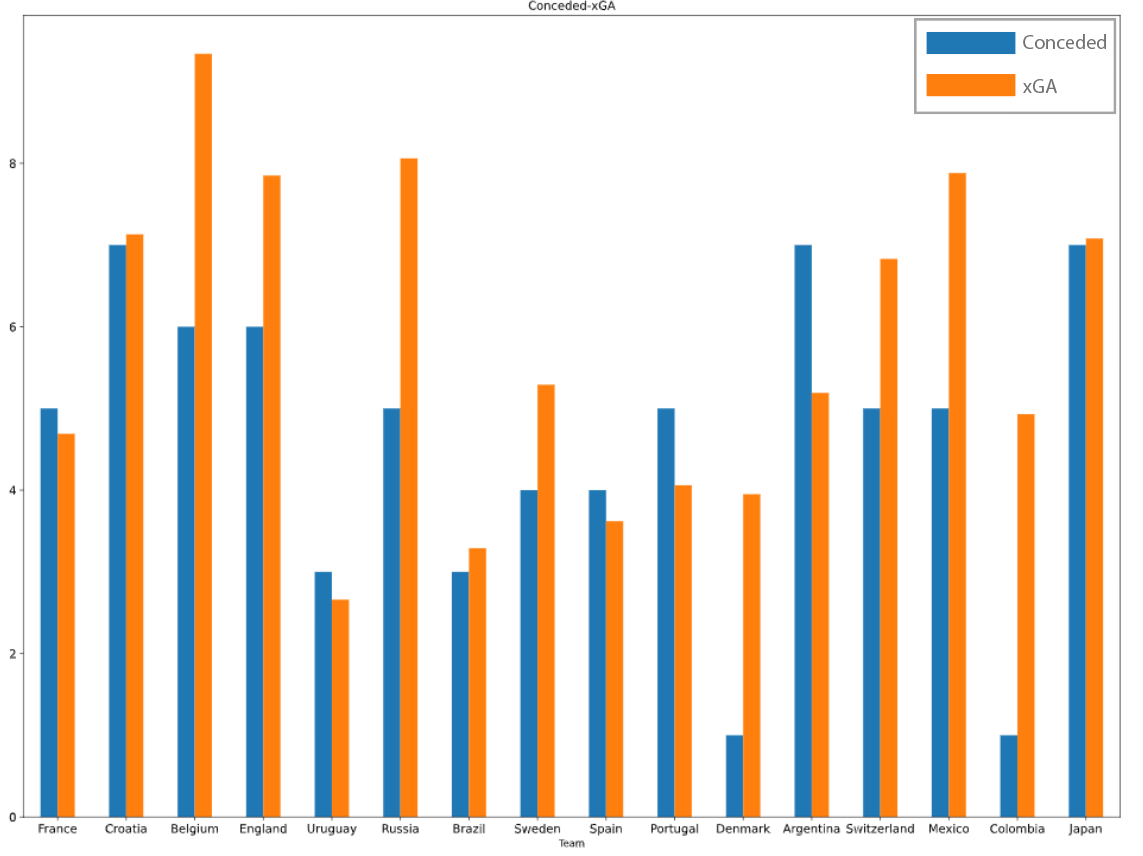 Conceded-xGA
Conceded
xGA
8
6
4
2
0
France Croatia Belgium England Uruguay Russia Brazil Sweden Spain Portugal Denmark Argentina Switzerland Mexico Colombia Japan
Team